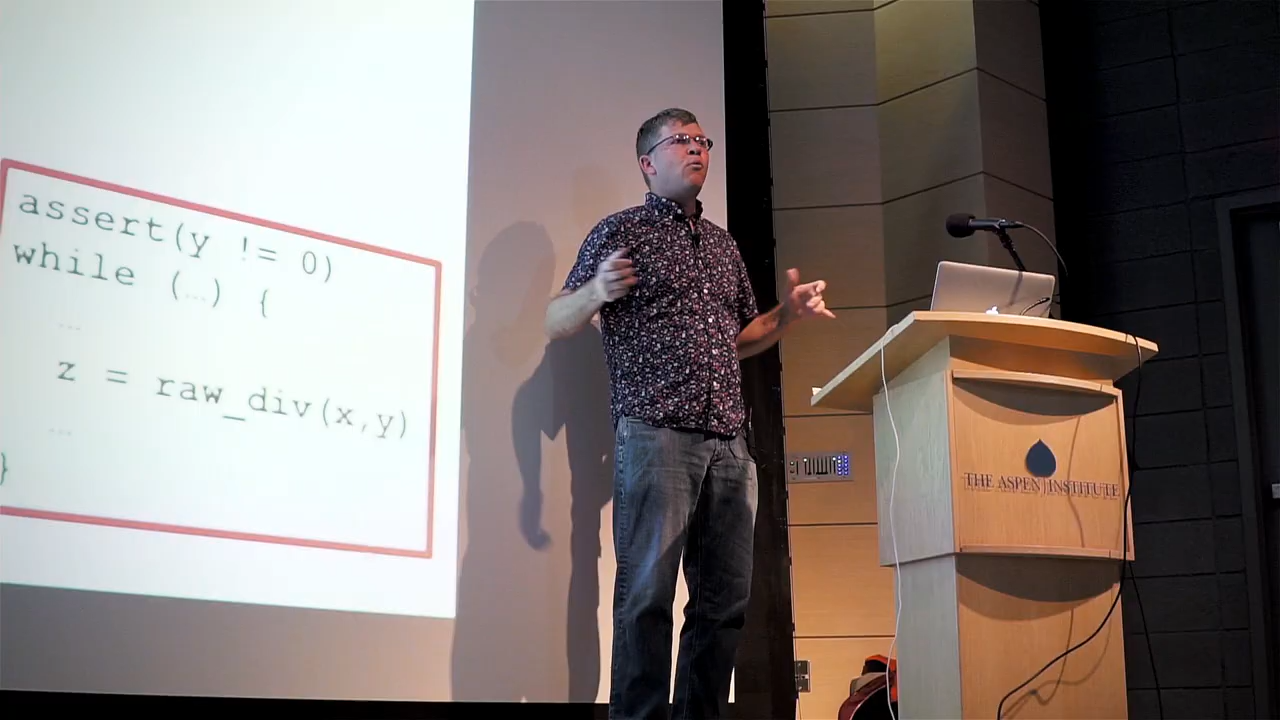 assert(y != 0)
while (…) {
…
z = raw_div(x,y)
…
}
THE ASPEN INSTITUTE